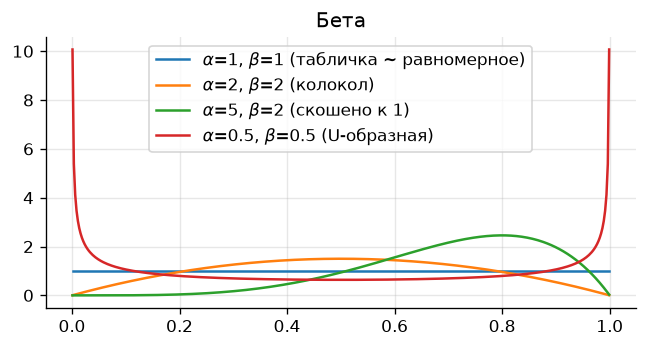 Бета
α=1, β=1 (табличка ~ равномерное)
α=2, β=2 (колокол)
α=5, β=2 (скошено к 1)
α=0.5, β=0.5 (U-образная)
10
8
6
4
2
0
0.0 0.2 0.4 0.6 0.8 1.0